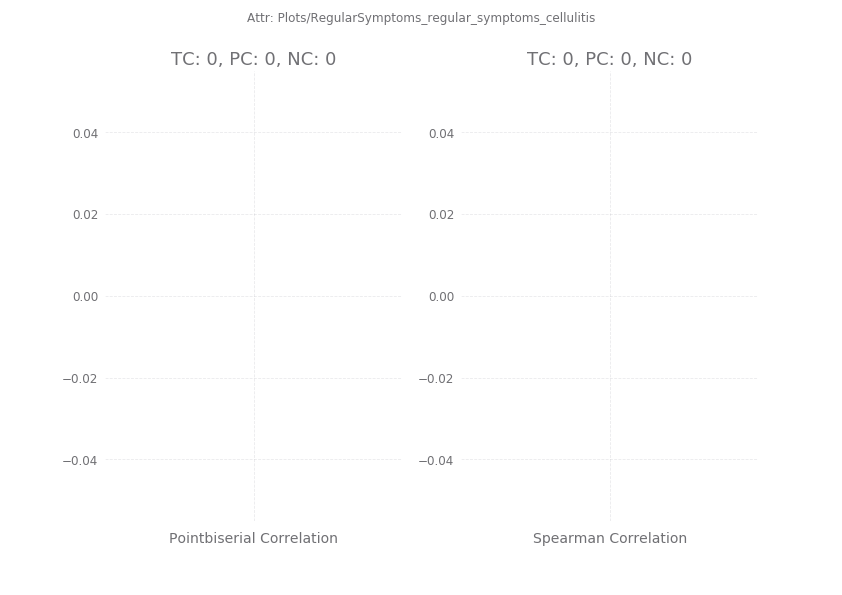 Attr: Plots/RegularSymptoms_regular_symptoms_cellulitis
TC: 0, PC: 0, NC: 0
0.04
0.02
0.00
−0.02
−0.04
Pointbiserial Correlation
TC: 0, PC: 0, NC: 0
0.04
0.02
0.00
−0.02
−0.04
Spearman Correlation